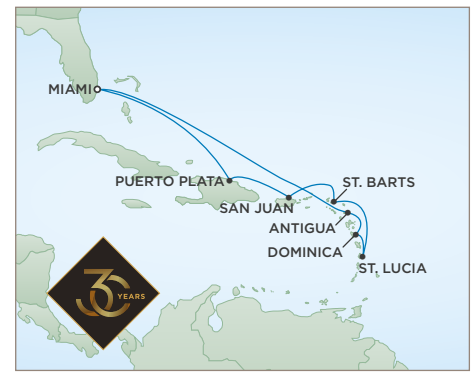 MIAMI
PUERTO PLATA
ST. BARTS
SAN JUAN
ANTIGUA
DOMINICA
ST. LUCIA
30
YEARS